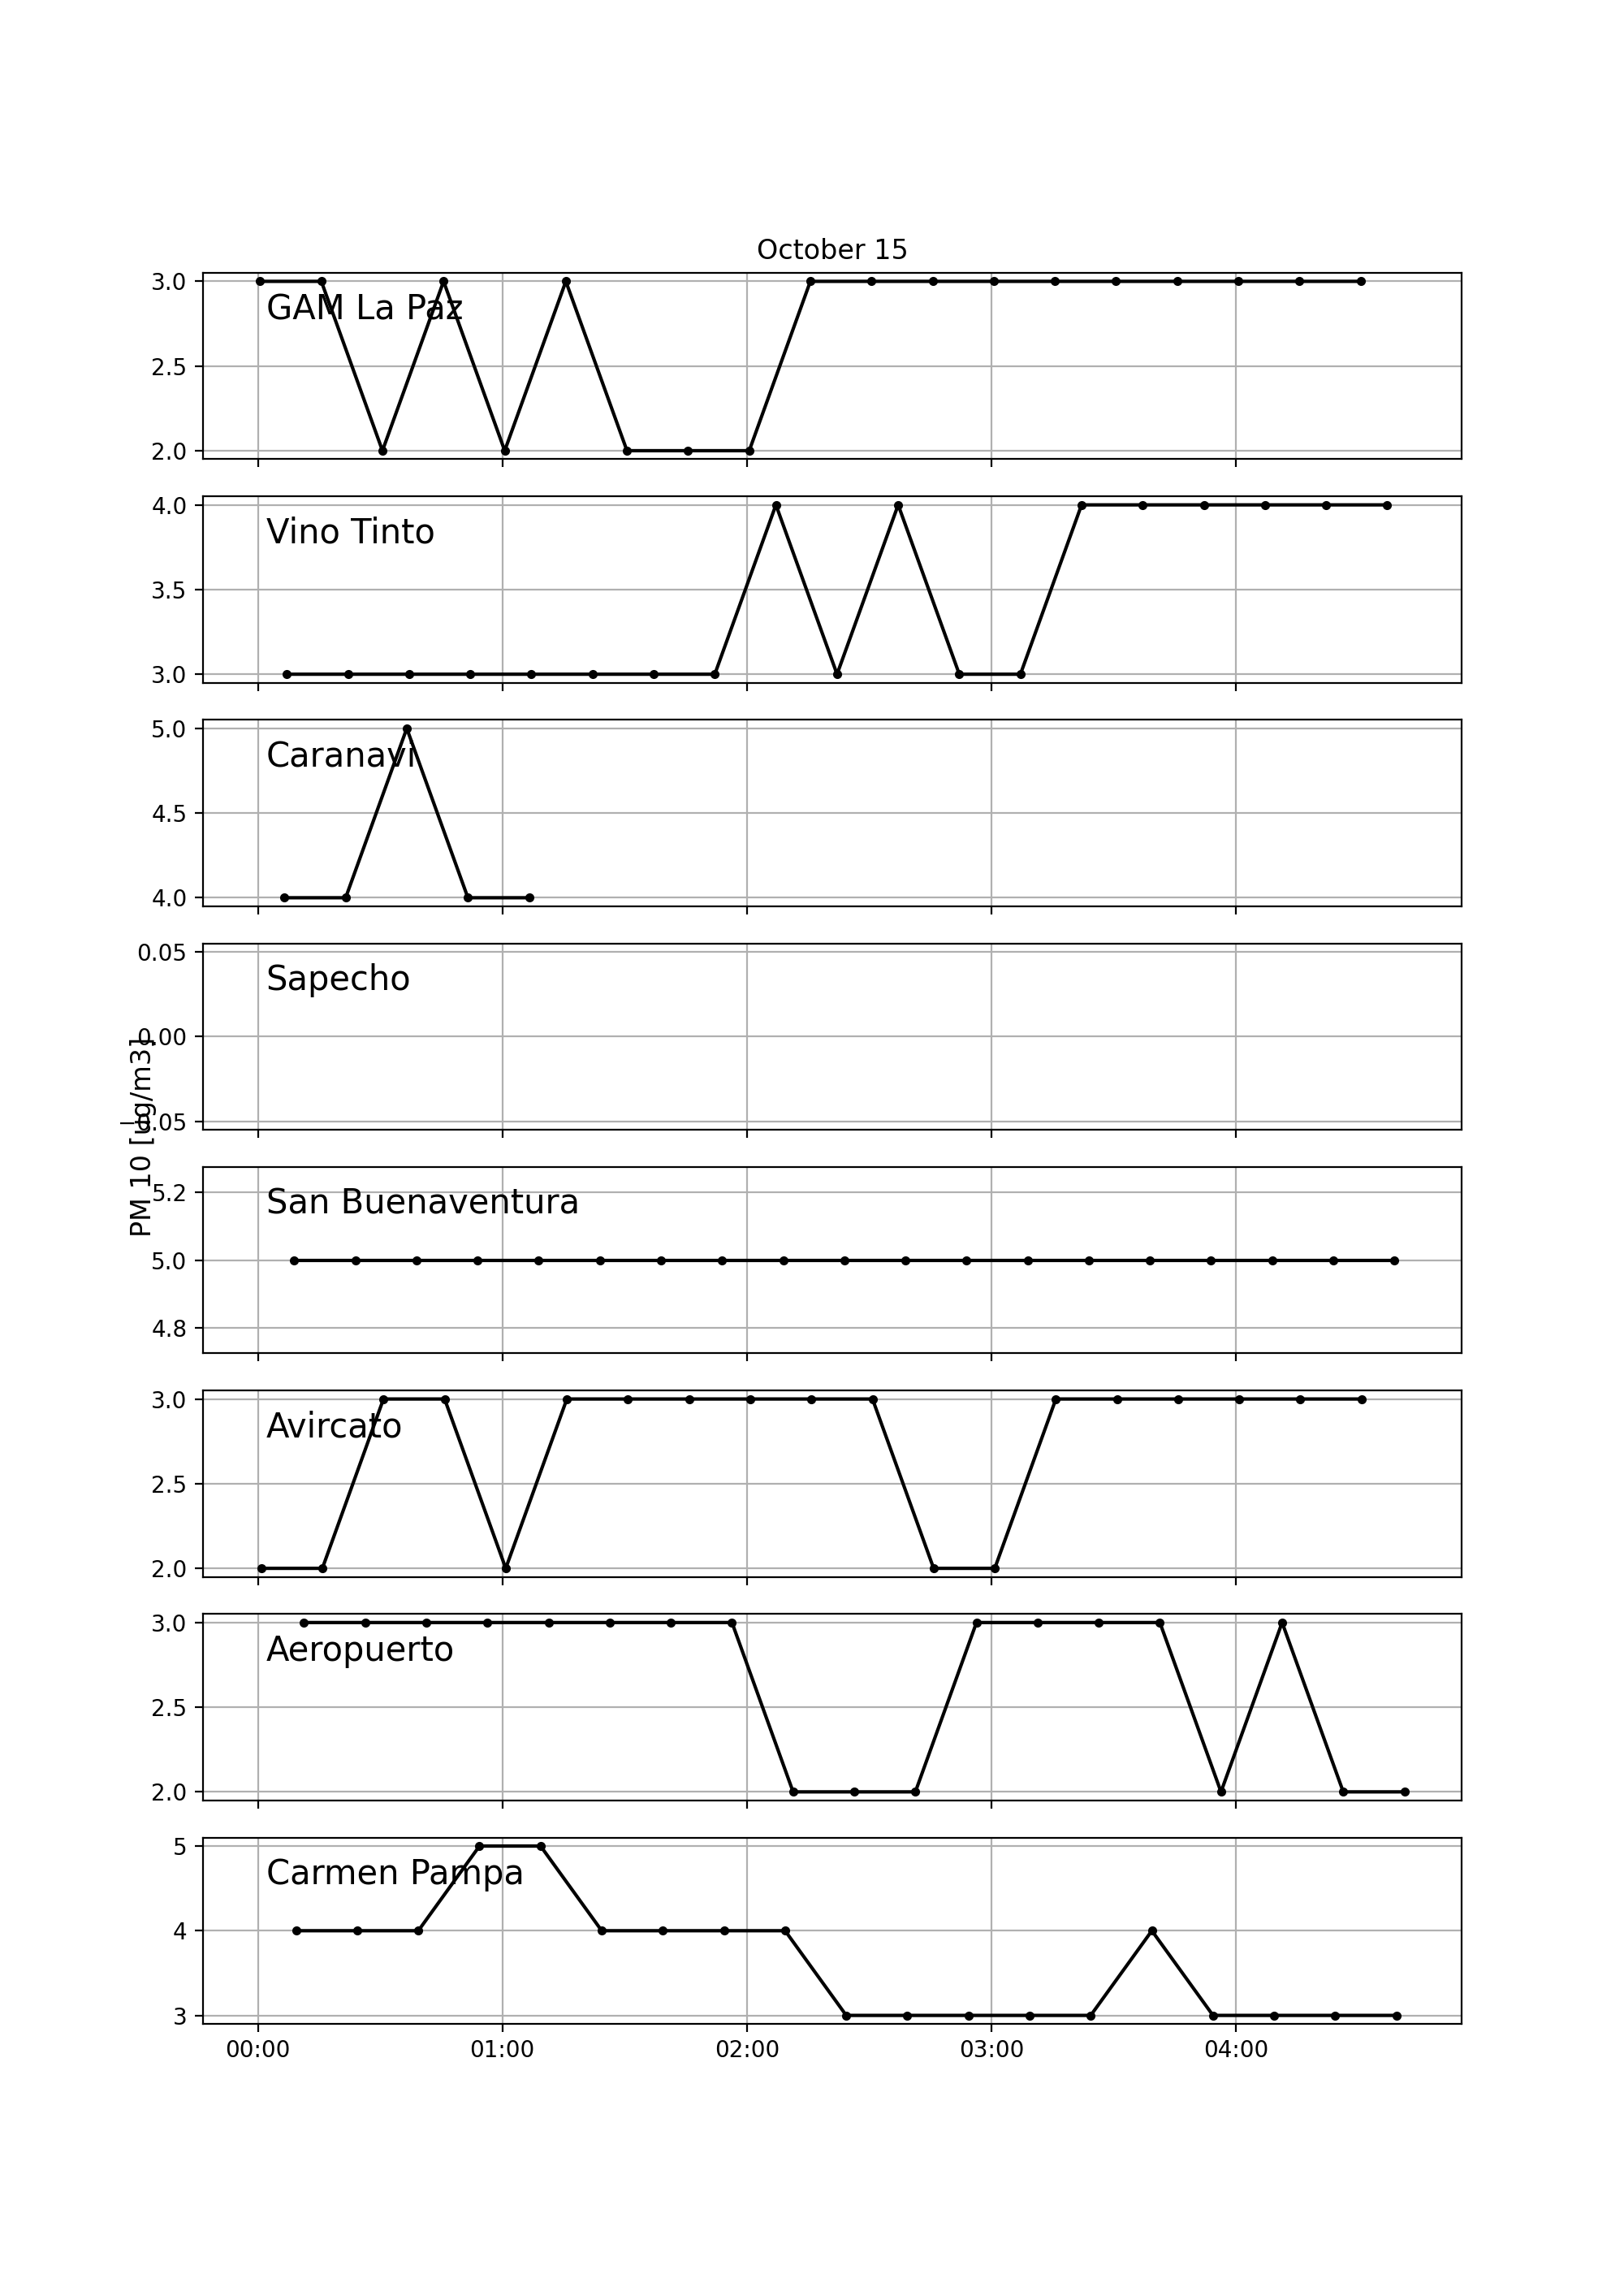 October 15
3.0
GAM La Paz
2.5
2.0
4.0
Vino Tinto
3.5
3.0
5.0
Caranavi
4.5
4.0
0.05
Sapecho
0.00
−0.05
PM 10 [ug/m3]
5.2
San Buenaventura
5.0
4.8
3.0
Avircato
2.5
2.0
3.0
Aeropuerto
2.5
2.0
5
Carmen Pampa
4
3
00:00 01:00 02:00 03:00 04:00